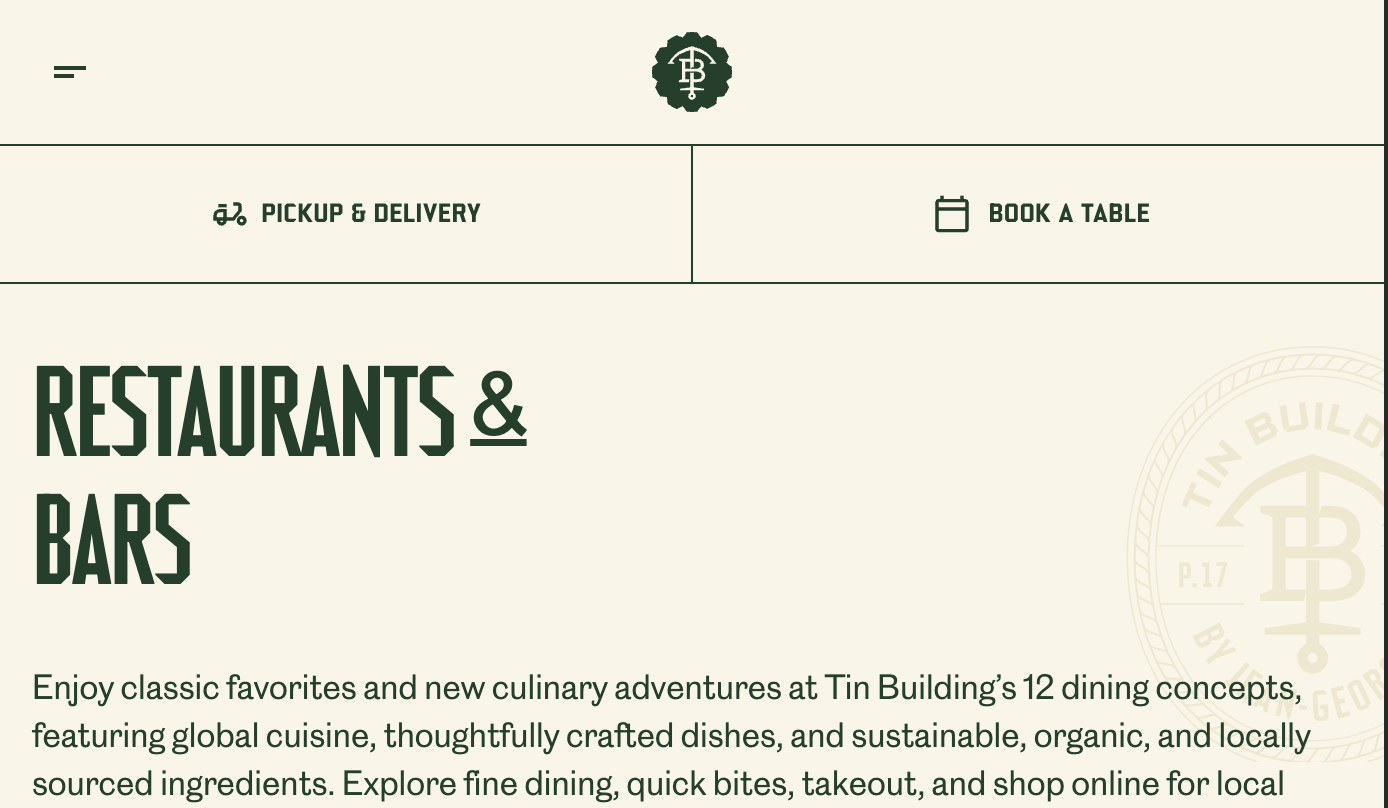 B
PICKUP & DELIVERY
BOOK A TABLE
RESTAURANTS &
BARS
TIN BUILD
P.17
B
BY JEAN-GEOR
Enjoy classic favorites and new culinary adventures at Tin Building’s 12 dining concepts,
featuring global cuisine, thoughtfully crafted dishes, and sustainable, organic, and locally
sourced ingredients. Explore fine dining, quick bites, takeout, and shop online for local